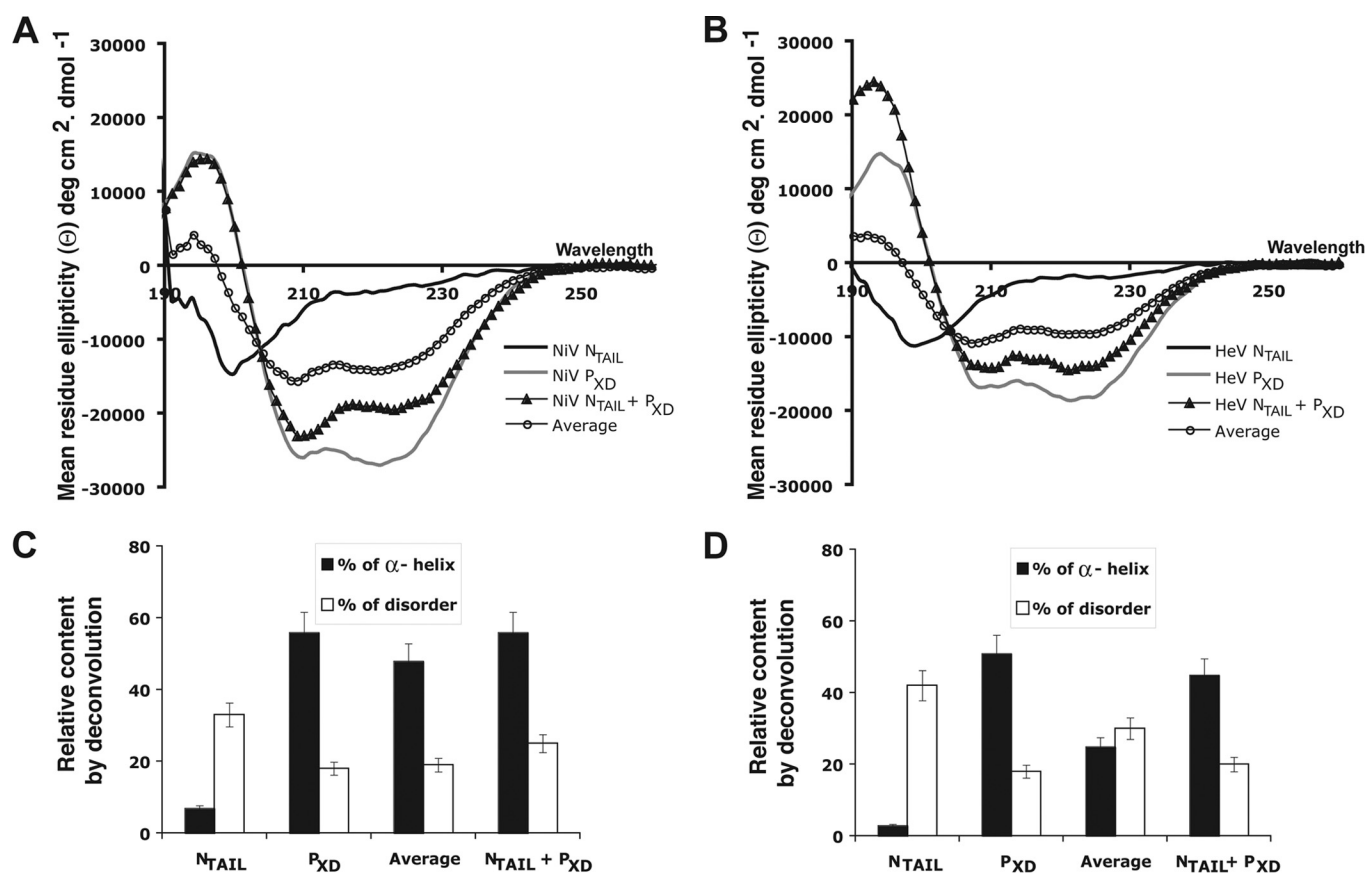 A
Mean residue ellipticity (Θ) deg cm 2. dmol -1
30000
20000
10000
0
-10000
-20000
-30000
190
210
230
250
Wavelength
NiV NTAIL
NiV PXD
NiV NTAIL + PXD
Average
B
Mean residue ellipticity (Θ) deg cm 2. dmol -1
30000
20000
10000
0
-10000
-20000
-30000
190
210
230
250
Wavelength
HeV NTAIL
HeV PXD
HeV NTAIL + PXD
Average
C
Relative content
by deconvolution
80
60
40
20
0
% of α- helix
% of disorder
NTAIL
PXD
Average
NTAIL + PXD
D
Relative content
by deconvolution
80
60
40
20
0
% of α- helix
% of disorder
NTAIL
PXD
Average
NTAIL+ PXD